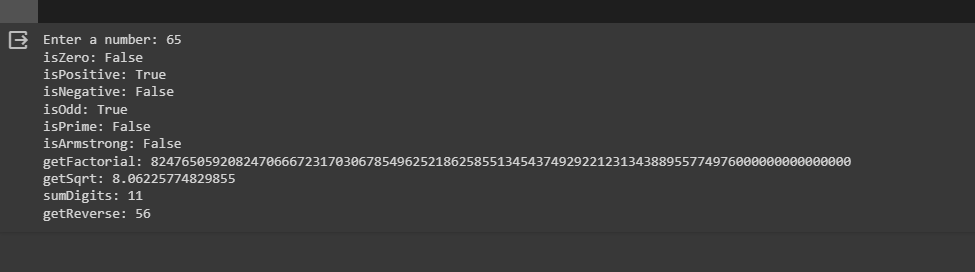 Enter a number: 65
isZero: False
isPositive: True
isNegative: False
isOdd: True
isPrime: False
isArmstrong: False
getFactorial: 8247650592082470666723170306785496252186258551345437492922123134388955774976000000000000000
getSqrt: 8.06225774829855
sumDigits: 11
getReverse: 56